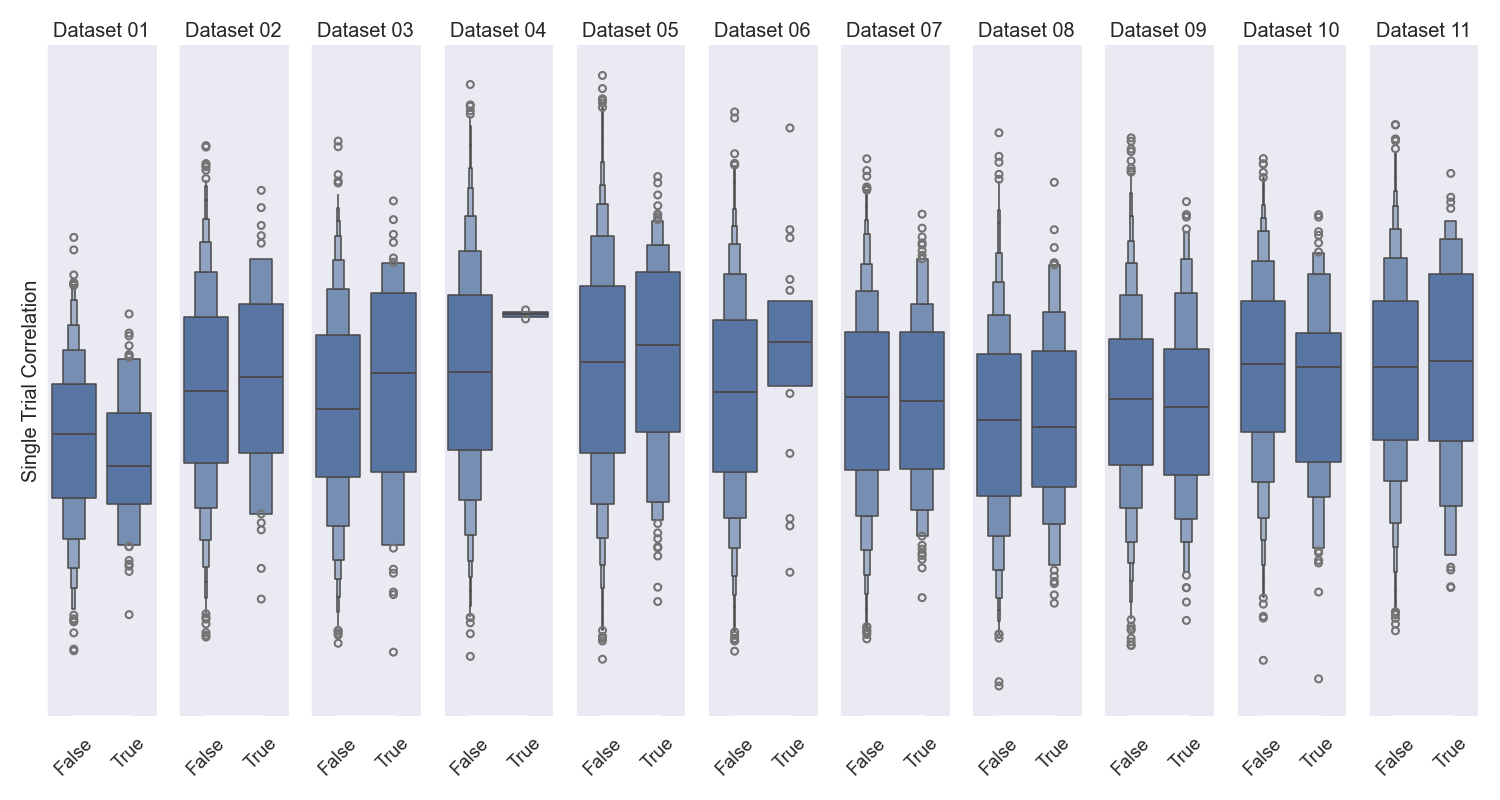 Dataset 01 Dataset 02 Dataset 03 Dataset 04 Dataset 05 Dataset 06 Dataset 07 Dataset 08 Dataset 09 Dataset 10 Dataset 11
Single Trial Correlation
False True False True False True False True False True False True False True False True False True False True False True